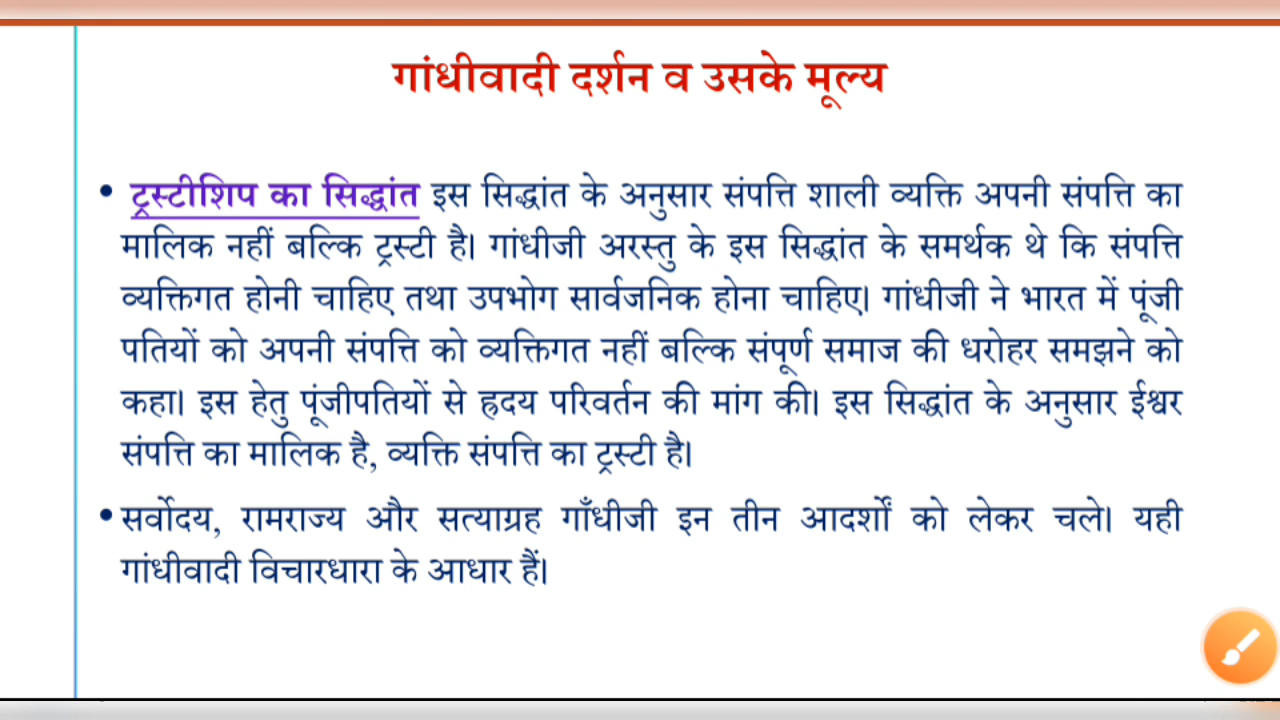 गांधीवादी दर्शन व उसके मूल्य
• ट्रस्टीशिप का सिद्धांत इस सिद्धांत के अनुसार संपत्ति शाली व्यक्ति अपनी संपत्ति का
मालिक नहीं बल्कि ट्रस्टी है। गांधीजी अरस्तु के इस सिद्धांत के समर्थक थे कि संपत्ति
व्यक्तिगत होनी चाहिए तथा उपभोग सार्वजनिक होना चाहिए। गांधीजी ने भारत में पूंजी
पतियों को अपनी संपत्ति को व्यक्तिगत नहीं बल्कि संपूर्ण समाज की धरोहर समझने को
कहा। इस हेतु पूंजीपतियों से ह्रदय परिवर्तन की मांग की। इस सिद्धांत के अनुसार ईश्वर
संपत्ति का मालिक है, व्यक्ति संपत्ति का ट्रस्टी है।
• सर्वोदय, रामराज्य और सत्याग्रह गाँधीजी इन तीन आदर्शों को लेकर चले। यही
गांधीवादी विचारधारा के आधार हैं।